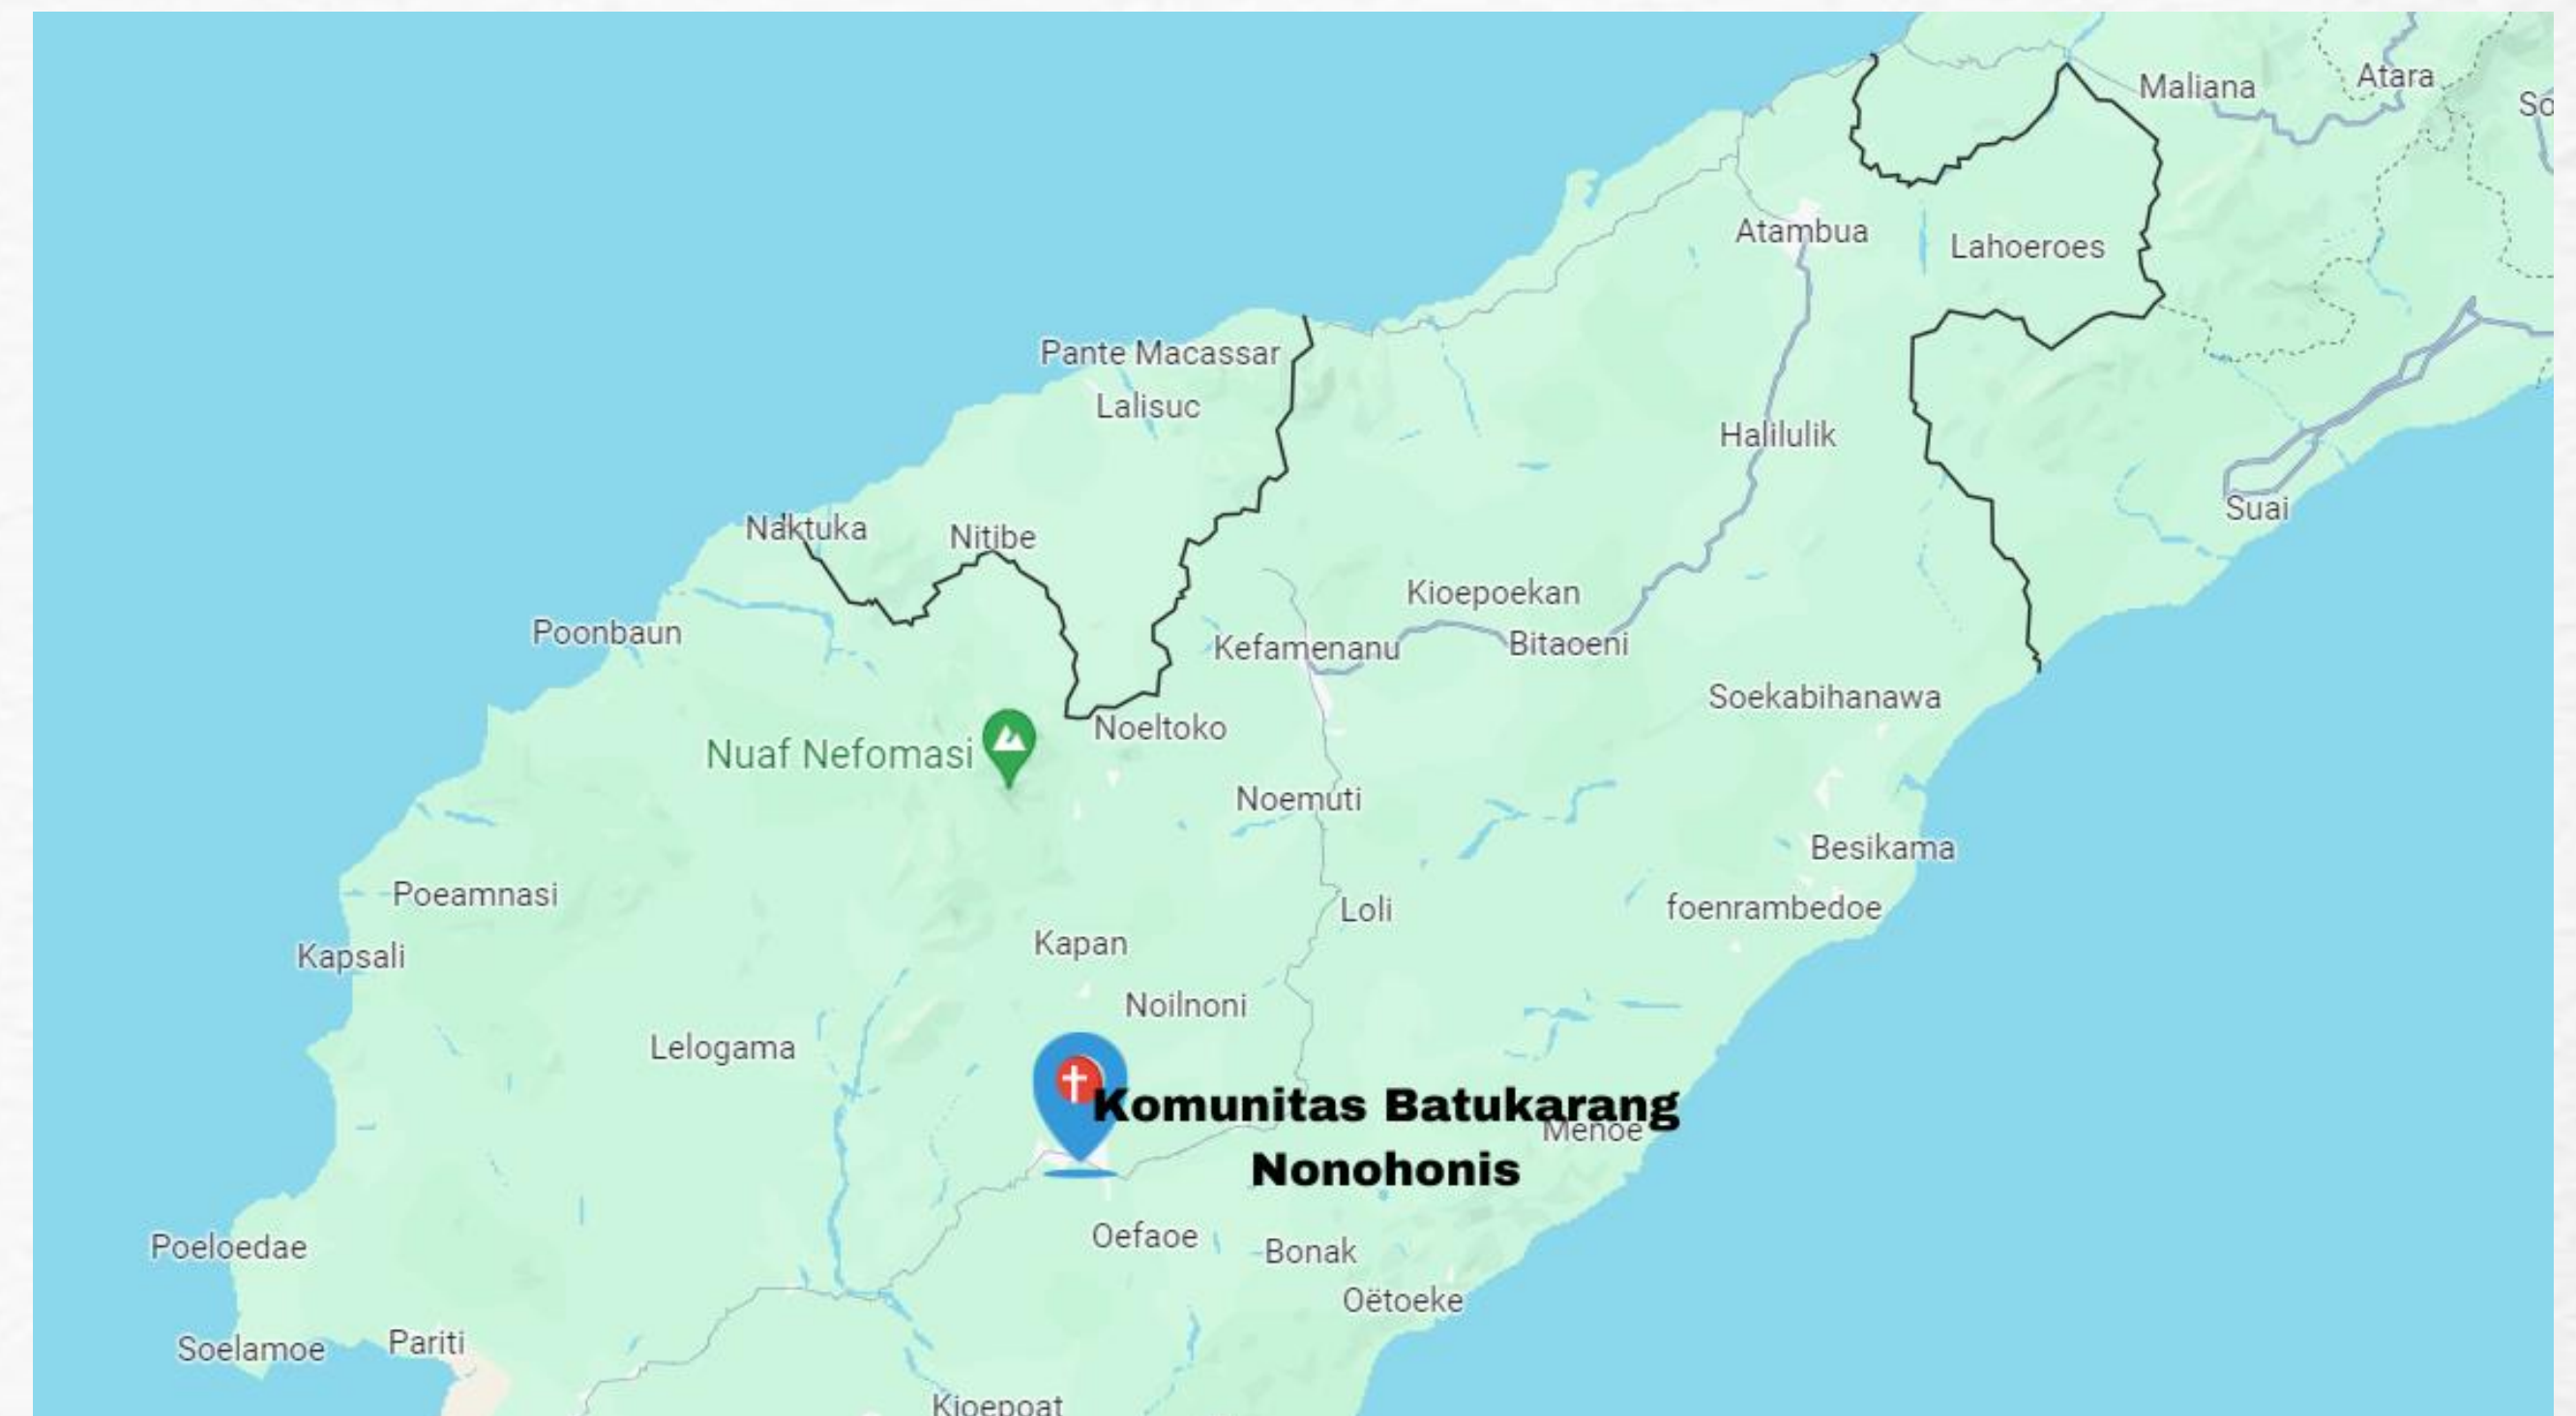 Maliana
Atara
So
Atambua
Lahoeroes
Pante Macassar
Lalisuc
Halilulik
Suai
Naktuka
Nitibe
Kioepoekan
Poonbaun
Kefamenanu
Bitaoeni
Soekabihanawa
Noeltoko
Nuaf Nefomasi
Noemuti
Besikama
Poeamnasi
foenrambedoe
Loli
Kapan
Kapsali
Noilnoni
Lelogama
Komunitas Batukarang
Menoe
Nonohonis
Oefaoe
Poeloedae
Bonak
Oëtoeke
Soelamoe
Pariti
Kioepoat